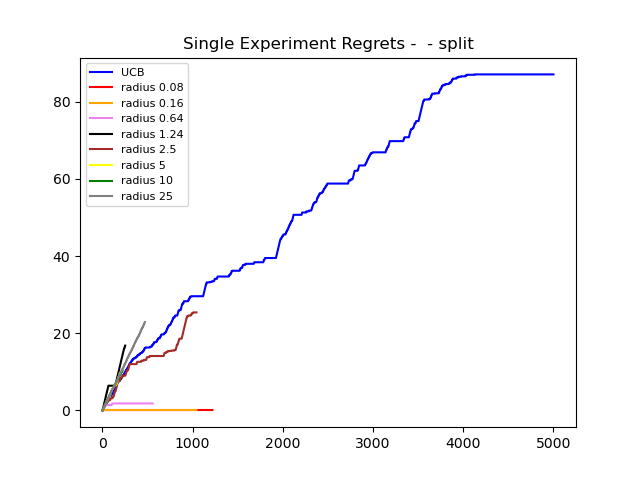 Single Experiment Regrets -  - split
UCB
radius 0.08
radius 0.16
radius 0.64
radius 1.24
radius 2.5
radius 5
radius 10
radius 25
80
60
40
20
0
0 1000 2000 3000 4000 5000